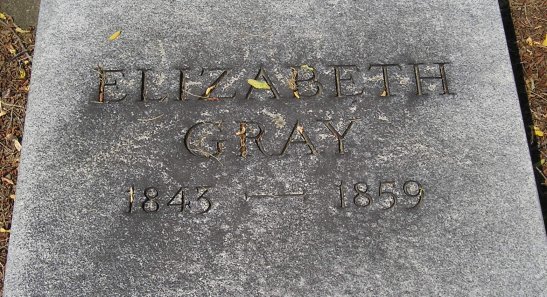 ELIZABETH
GRAY
1843 — 1859